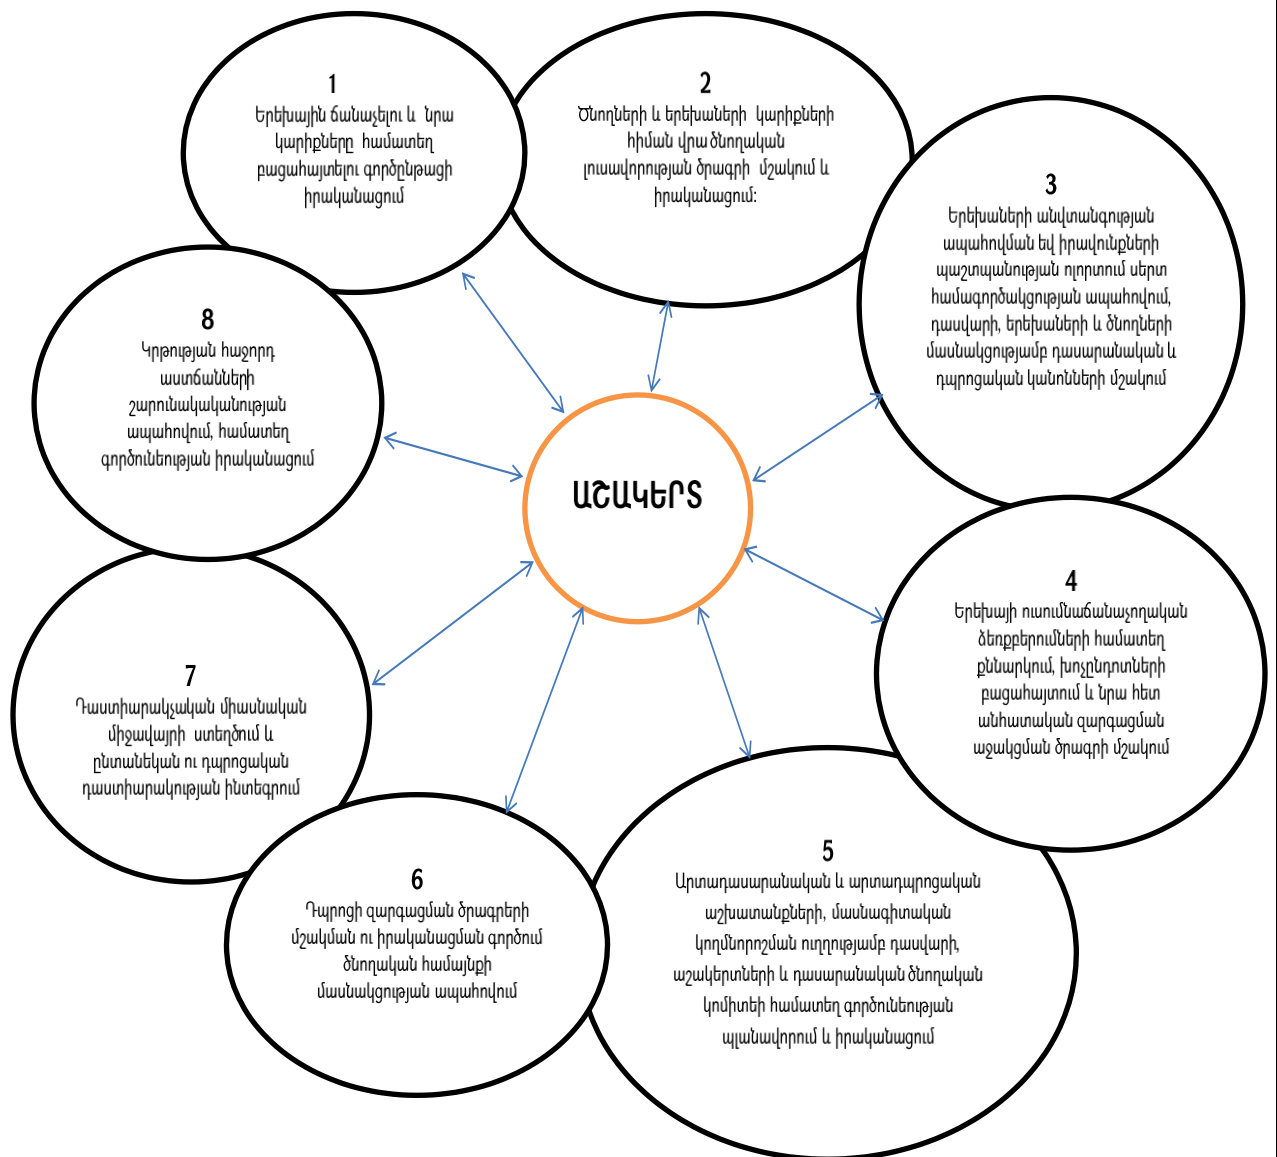 1
Երեխային ճանաչելու և նրա
կարիքները համատեղ
բացահայտելու գործընթացի
իրականացում
2
Ծնողների և երեխաների կարիքների
հիման վրա ծնողական
լուսավորության ծրագրի մշակում և
իրականացում:
3
Երեխաների անվտանգության
ապահովման եվ իրավունքների
պաշտպանության ոլորտում սերտ
համագործակցության ապահովում,
դասվարի, երեխաների և ծնողների
մասնակցությամբ դասարանական և
դպրոցական կանոնների մշակում
4
Երեխայի ուսումնաճանաչողական
ձեռքբերումների համատեղ
քննարկում, խոչընդոտների
բացահայտում և նրա հետ
անհատական զարգացման
աջակցման ծրագրի մշակում
5
Արտադասարանական և արտադպրոցական
աշխատանքների, մասնագիտական
կողմնորոշման ուղղությամբ դասվարի,
աշակերտների և դասարանական ծնողական
կոմիտեի համատեղ գործունեության
պլանավորում և իրականացում
6
Դպրոցի զարգացման ծրագրերի
մշակման ու իրականացման գործում
ծնողական համայնքի
մասնակցության ապահովում
7
Դաստիարակչական միասնական
միջավայրի ստեղծում և
ընտանեկան ու դպրոցական
դաստիարակության ինտեգրում
8
Կրթության հաջորդ
աստճանների
շարունակականության
ապահովում, համատեղ
գործունեության իրականացում
ԱՇԱԿԵՐՏ